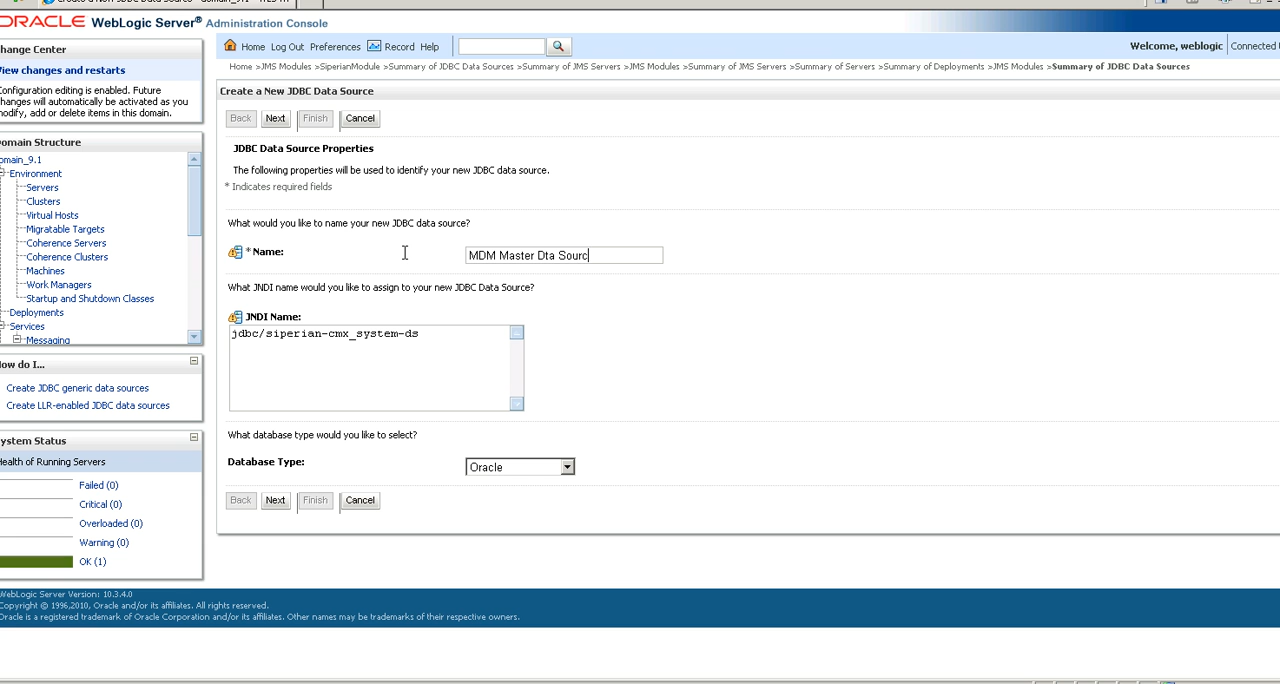 ORACLE WebLogic Server® Administration Console
hange Center
iew changes and restarts
onfiguration editing is enabled. Future
hanges will automatically be activated as you
nodify, add or delete items in this domain.
omain Structure
omain_9.1
Environment
Servers
Clusters
Virtual Hosts
Migratable Targets
Coherence Servers
Coherence Clusters
Machines
Work Managers
Startup and Shutdown Classes
Deployments
Services
Messaging
ow do I...
Create JDBC generic data sources
Create LLR-enabled JDBC data sources
ystem Status
ealth of Running Servers
Failed (0)
Critical (0)
Overloaded (0)
Warning (0)
OK (1)
Home Log Out Preferences Record Help
Welcome, weblogic Connected
Home >JMS Modules >SiperianModule >Summary of JDBC Data Sources >Summary of JMS Servers >JMS Modules >Summary of JMS Servers >Summary of Servers >Summary of Deployments >JMS Modules >Summary of JDBC Data Sources
Create a New JDBC Data Source
Back Next Finish Cancel
JDBC Data Source Properties
The following properties will be used to identify your new JDBC data source.
* Indicates required fields
What would you like to name your new JDBC data source?
* Name: MDM Master Dta Sourc
What JNDI name would you like to assign to your new JDBC Data Source?
JNDI Name:
jdbc/siperian-cmx_system-ds
What database type would you like to select?
Database Type: Oracle
Back Next Finish Cancel
WebLogic Server Version: 10.3.4.0
Copyright © 1996,2010, Oracle and/or its affiliates. All rights reserved.
Oracle is a registered trademark of Oracle Corporation and/or its affiliates. Other names may be trademarks of their respective owners.